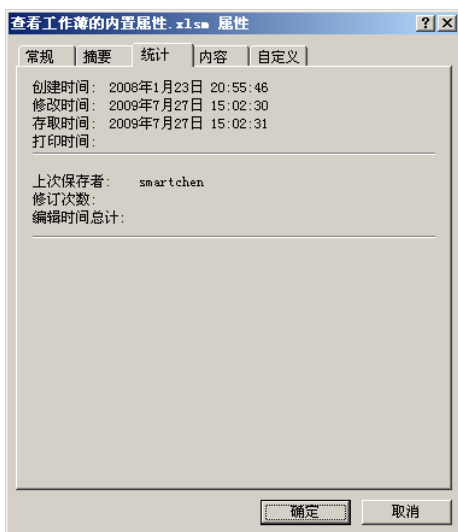 查看工作薄的内置属性.xlsm 属性
常规 摘要 统计 内容 自定义
创建时间: 2008年1月23日 20:55:46
修改时间: 2009年7月27日 15:02:30
存取时间: 2009年7月27日 15:02:31
打印时间:
上次保存者: smartchen
修订次数:
编辑时间总计:
确定 取消